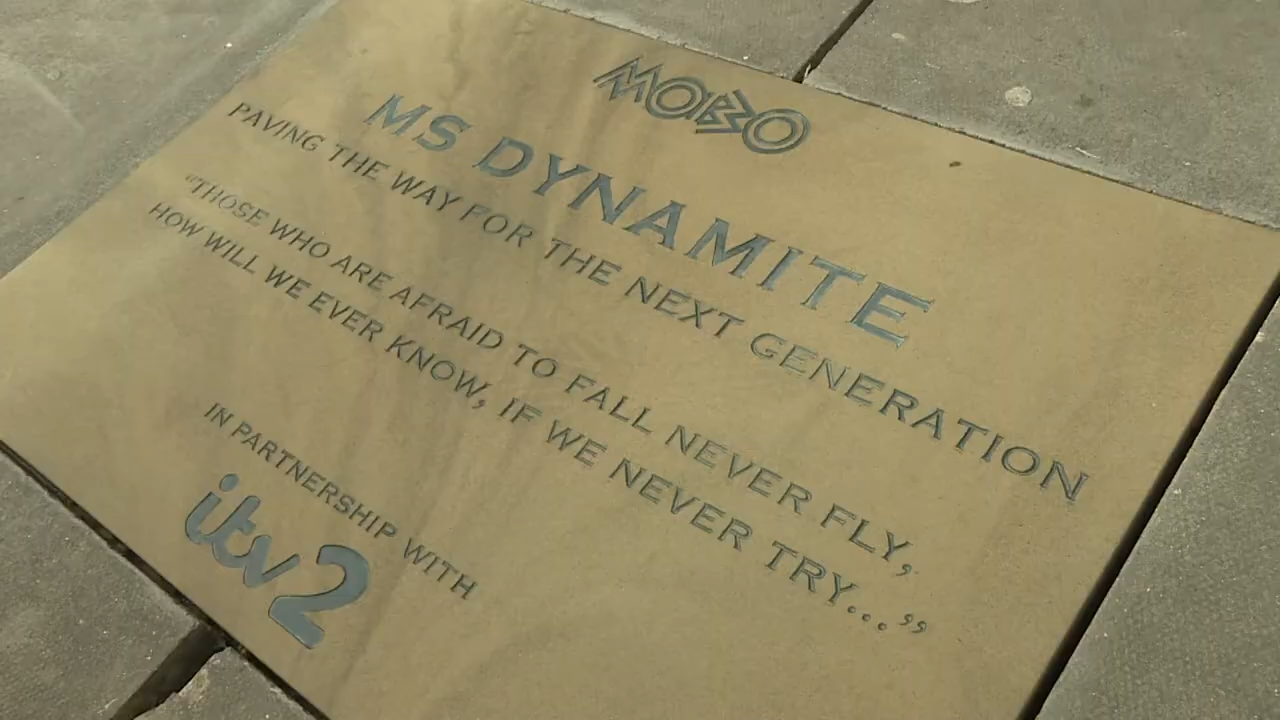 MOBO
MS DYNAMITE
PAVING THE WAY FOR THE NEXT GENERATION
"THOSE WHO ARE AFRAID TO FALL NEVER FLY,
HOW WILL WE EVER KNOW, IF WE NEVER TRY..."
IN PARTNERSHIP WITH
itv2